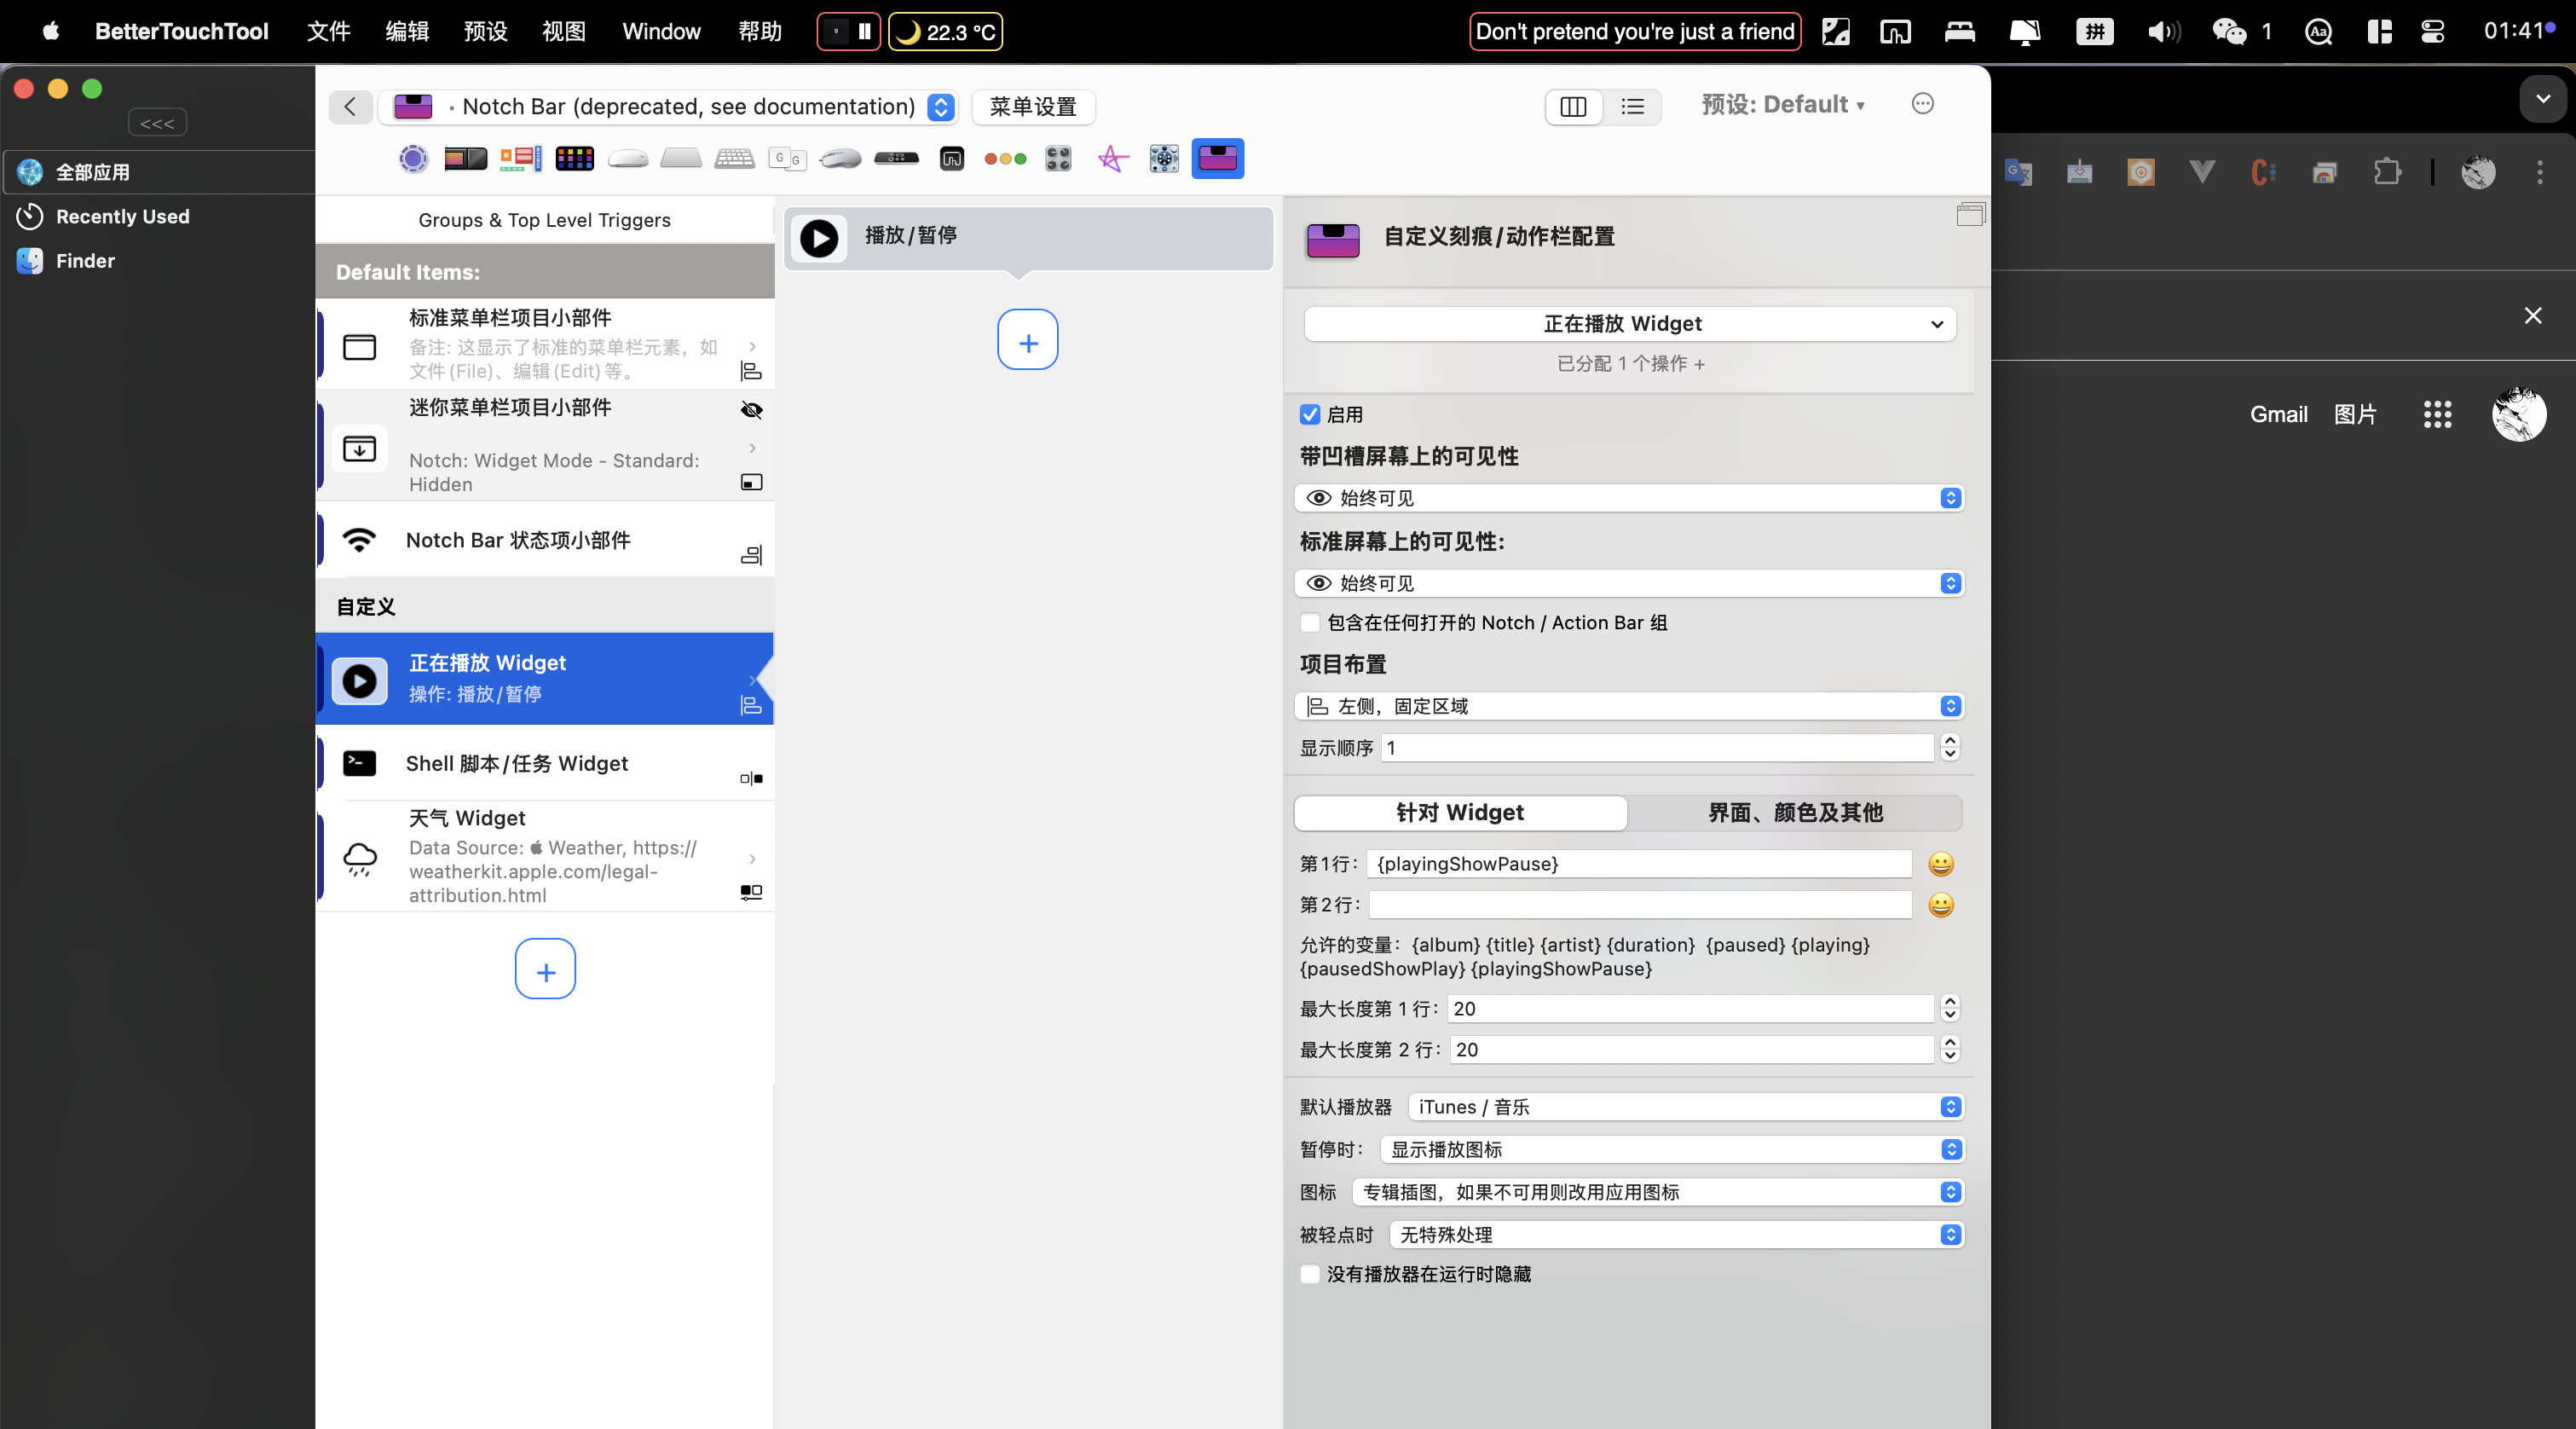 BetterTouchTool 文件 编辑 预设 视图 Window 帮助 22.3 °C Don't pretend you're just a friend 拼 1 01:41
<<<
Notch Bar (deprecated, see documentation) 菜单设置 预设: Default
全部应用
Recently Used
Finder
Groups & Top Level Triggers
Default Items:
标准菜单栏项目小部件
备注: 这显示了标准的菜单栏元素，如
文件(File)、编辑(Edit)等。
迷你菜单栏项目小部件
Notch: Widget Mode - Standard:
Hidden
Notch Bar 状态项小部件
自定义
正在播放 Widget
操作: 播放/暂停
Shell 脚本/任务 Widget
天气 Widget
Data Source:  Weather, https://
weatherkit.apple.com/legal-
attribution.html
+
播放/暂停
+
自定义刻痕/动作栏配置
正在播放 Widget
已分配 1 个操作 +
启用
带凹槽屏幕上的可见性
始终可见
标准屏幕上的可见性:
始终可见
包含在任何打开的 Notch / Action Bar 组
项目布置
左侧，固定区域
显示顺序 1
针对 Widget 界面、颜色及其他
第1行: {playingShowPause}
第2行:
允许的变量: {album} {title} {artist} {duration} {paused} {playing}
{pausedShowPlay} {playingShowPause}
最大长度第 1 行: 20
最大长度第 2 行: 20
默认播放器 iTunes / 音乐
暂停时: 显示播放图标
图标 专辑插图，如果不可用则改用应用图标
被轻点时 无特殊处理
没有播放器在运行时隐藏
Gmail 图片